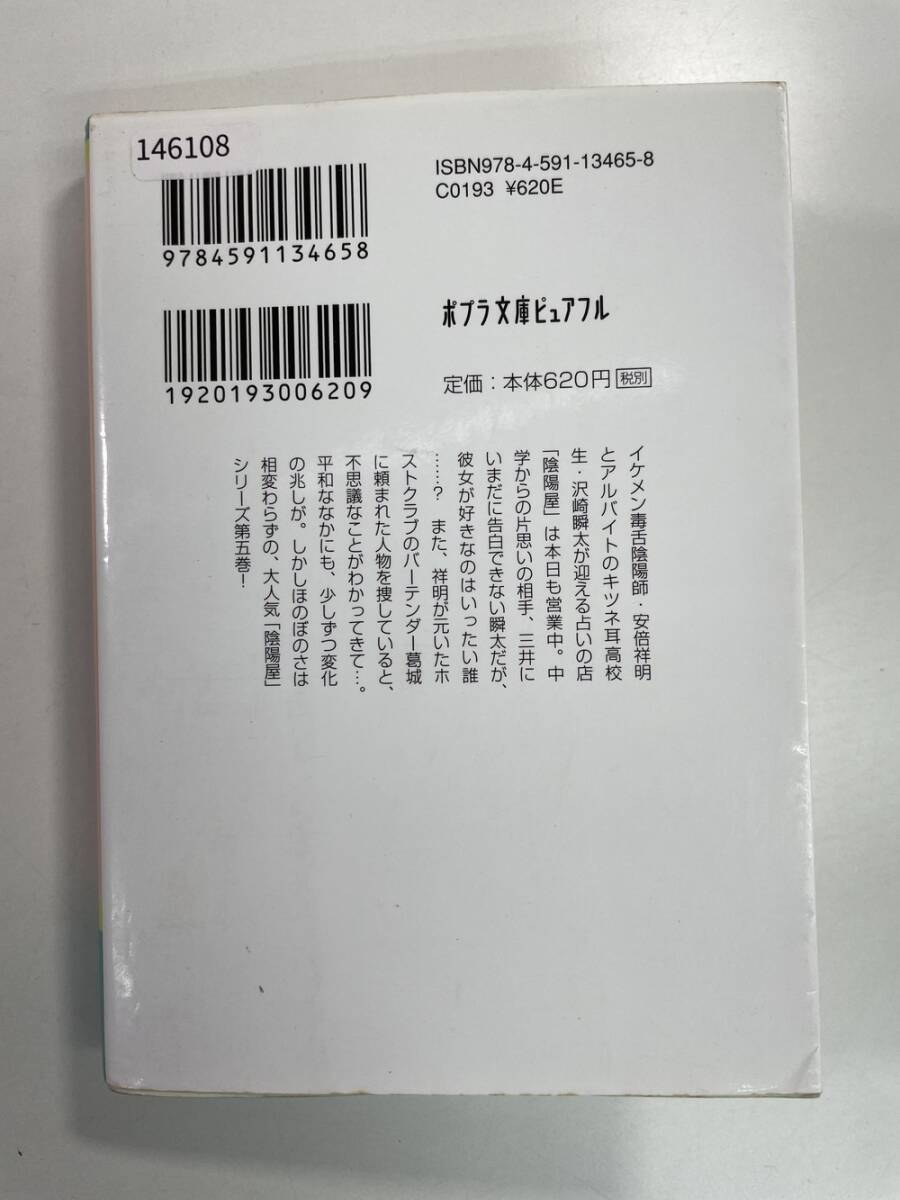 146108
9784591134658
1920193006209
ISBN978-4-591-13465-8
C0193 ¥620E
ポプラ文庫ピュアフル
定価：本体620円 税別
イケメン毒舌陰陽師・安倍祥明
とアルバイトのキツネ耳高校
生・沢崎瞬太が迎える占いの店
「陰陽屋」は本日も営業中。中
学からの片思いの相手、三井に
いまだに告白できない瞬太だが、
彼女が好きなのはいったい誰
……？　また、祥明が元いたホ
ストクラブのバーテンダー葛城
に頼まれた人物を捜していると、
不思議なことがわかってきて…。
平和ななかにも、少しずつ変化
の兆しが。しかしほのぼのさは
相変わらずの、大人気「陰陽屋」
シリーズ第五巻！